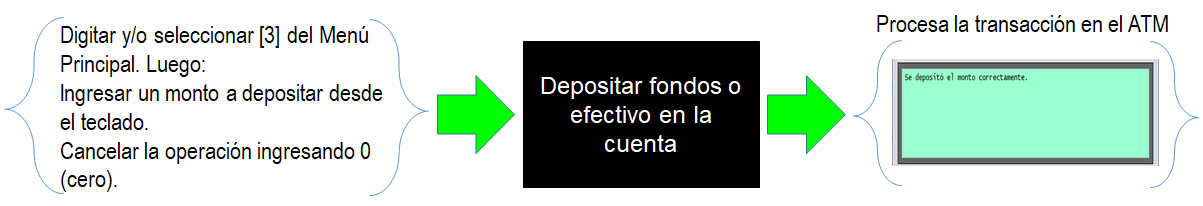 Digitar y/o seleccionar [3] del Menú
Principal. Luego:
Ingresar un monto a depositar desde
el teclado.
Cancelar la operación ingresando 0
(cero).
Depositar fondos o
efectivo en la
cuenta
Procesa la transacción en el ATM
Se depositó el monto correctamente.